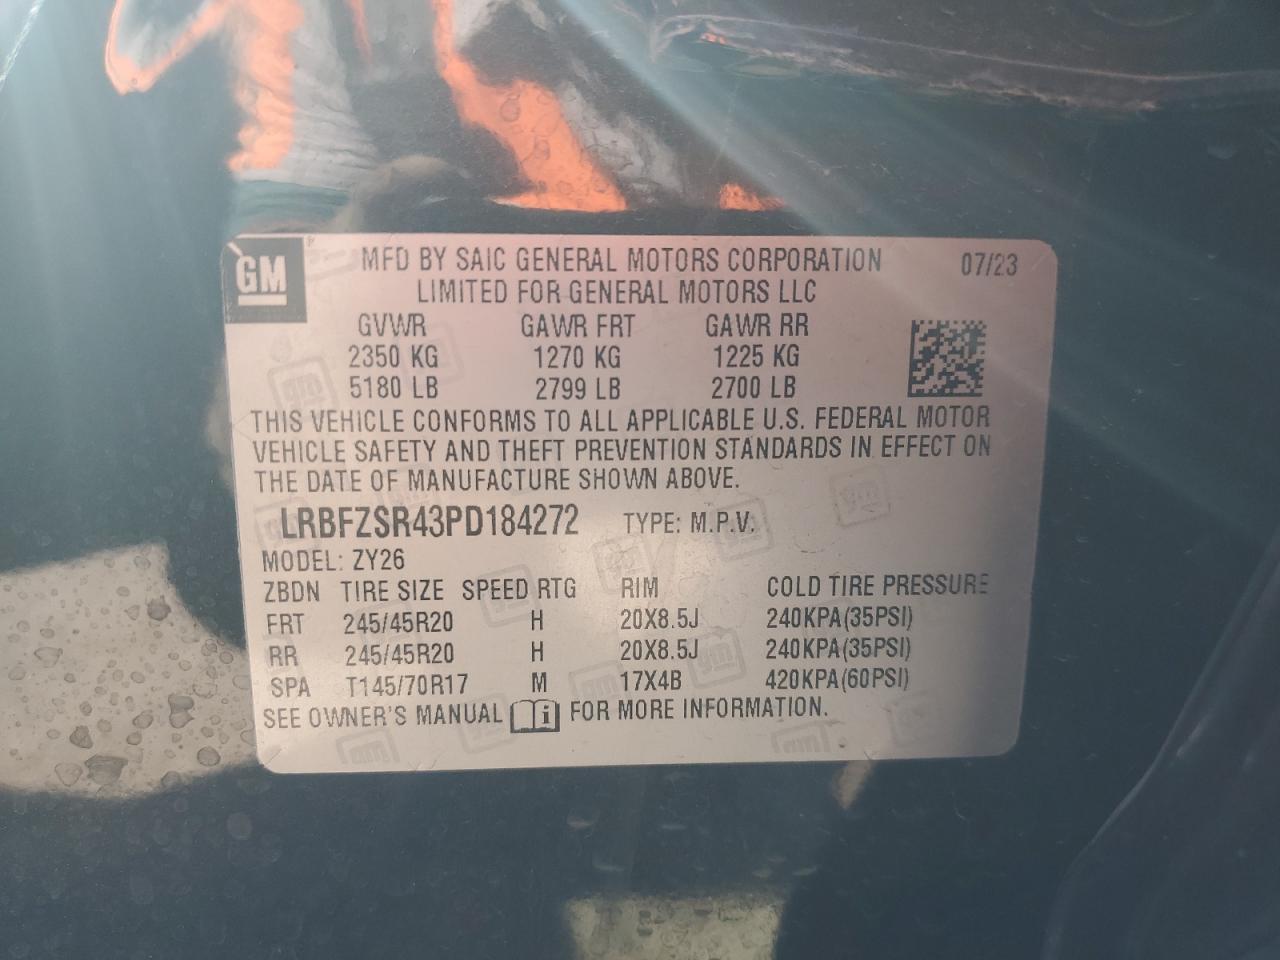 GM
MFD BY SAIC GENERAL MOTORS CORPORATION 07/23
LIMITED FOR GENERAL MOTORS LLC
GVWR GAWR FRT GAWR RR
2350 KG 1270 KG 1225 KG
5180 LB 2799 LB 2700 LB
THIS VEHICLE CONFORMS TO ALL APPLICABLE U.S. FEDERAL MOTOR
VEHICLE SAFETY AND THEFT PREVENTION STANDARDS IN EFFECT ON
THE DATE OF MANUFACTURE SHOWN ABOVE.
LRBFZSR43PD184272 TYPE: M.P.V.
MODEL: ZY26
ZBDN TIRE SIZE SPEED RTG RIM COLD TIRE PRESSURE
FRT 245/45R20 H 20X8.5J 240KPA(35PSI)
RR 245/45R20 H 20X8.5J 240KPA(35PSI)
SPA T145/70R17 M 17X4B 420KPA(60PSI)
SEE OWNER'S MANUAL i FOR MORE INFORMATION.